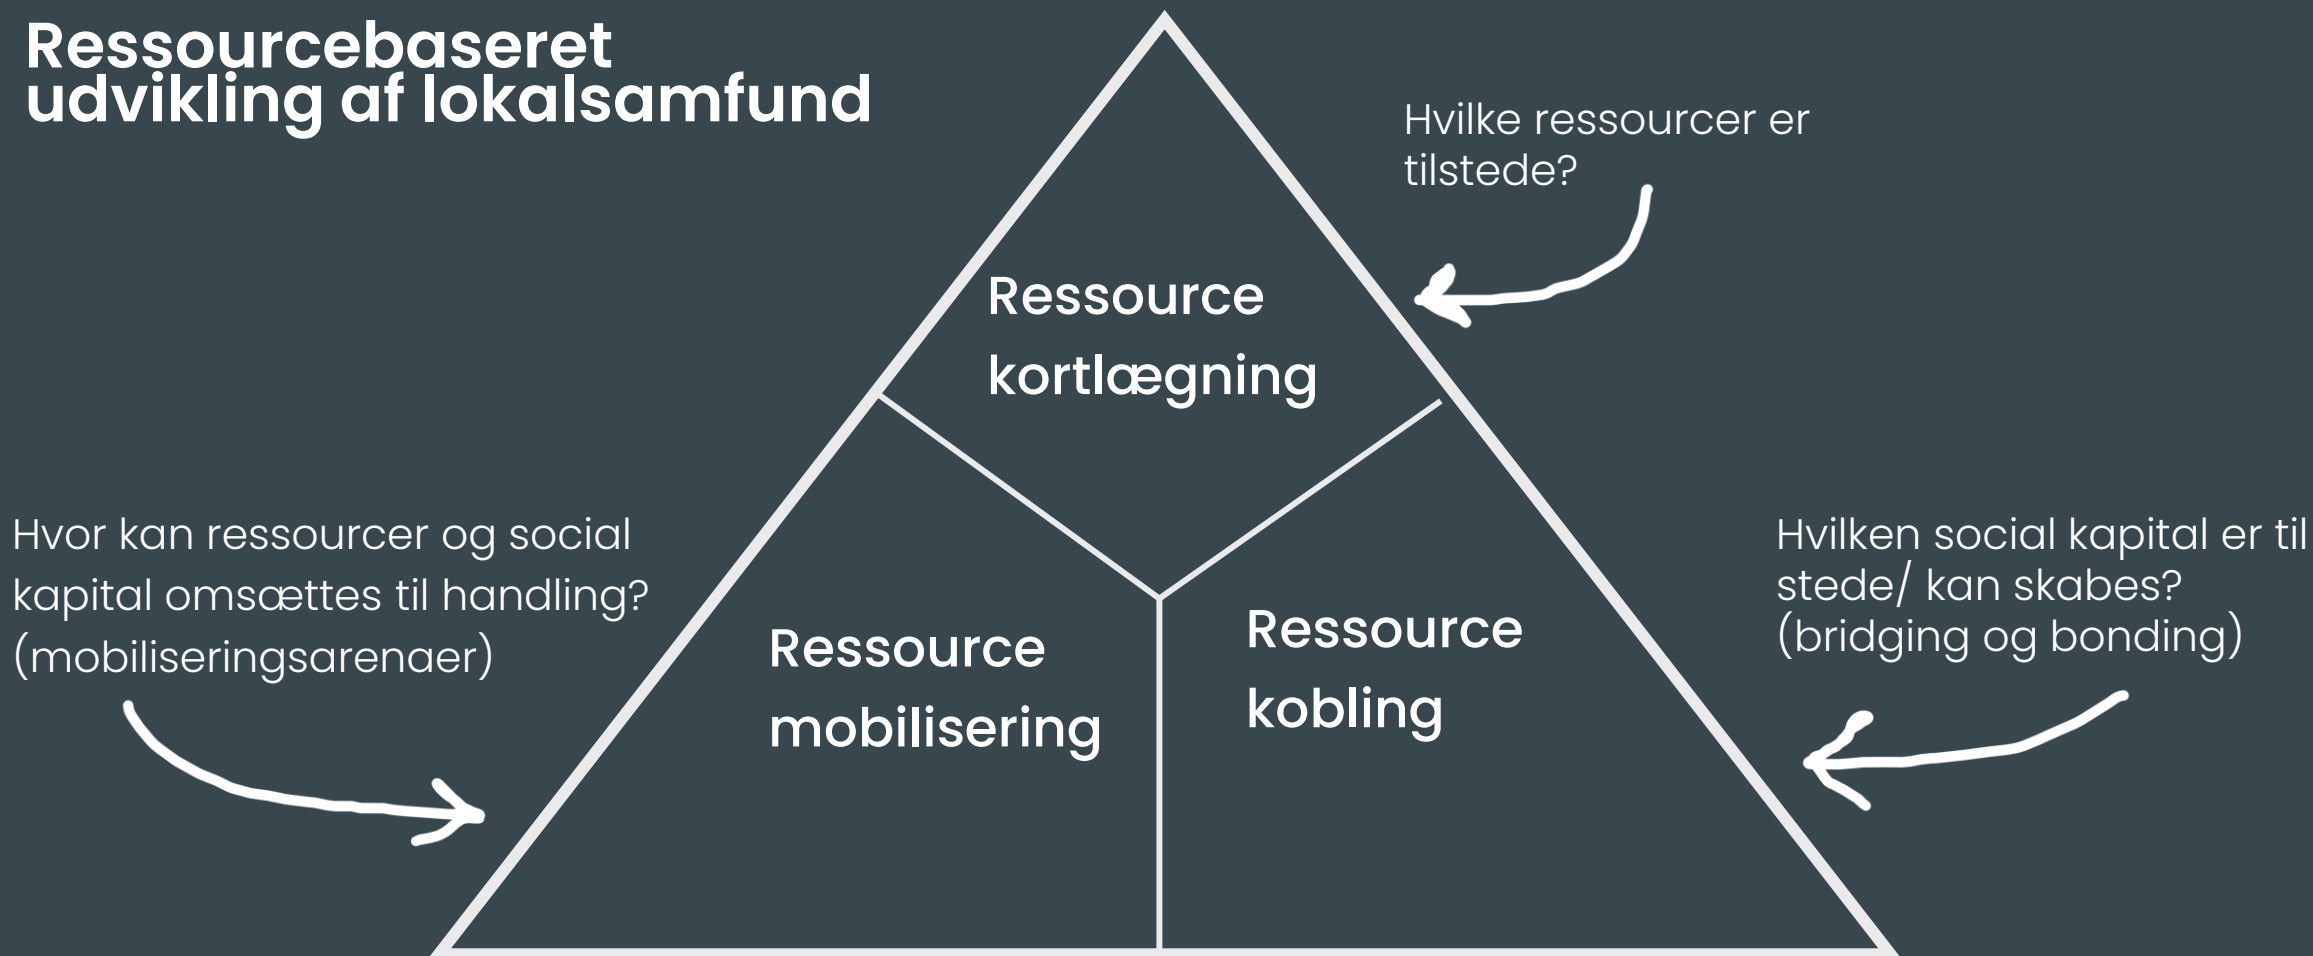 Ressourcebaseret
udvikling af lokalsamfund
Hvilke ressourcer er
tilstede?
Ressource
kortlægning
Hvor kan ressourcer og social
kapital omsættes til handling?
(mobiliseringsarenaer)
Ressource
mobilisering
Ressource
kobling
Hvilken social kapital er til
stede/ kan skabes?
(bridging og bonding)